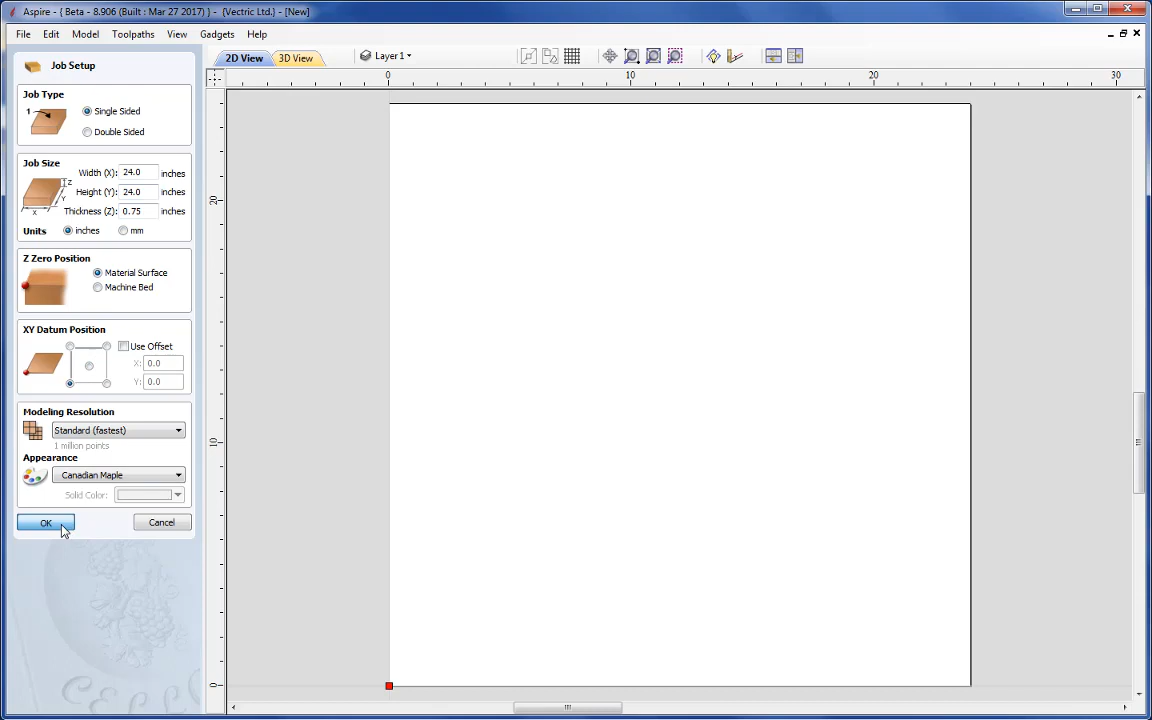 Aspire - { Beta - 8.906 (Built : Mar 27 2017) } - {Vectric Ltd.} - [New]
File Edit Model Toolpaths View Gadgets Help
Job Setup
2D View 3D View Layer 1
0 10 20 30
Job Type
1
Single Sided
Double Sided
Job Size
Width (X): 24.0 inches
Height (Y): 24.0 inches
Thickness (Z): 0.75 inches
Z
Y
X
Units inches mm
20
Z Zero Position
Material Surface
Machine Bed
XY Datum Position
Use Offset
X: 0.0
Y: 0.0
Modeling Resolution
Standard (fastest)
1 million points
10
Appearance
Canadian Maple
Solid Color:
OK Cancel
0